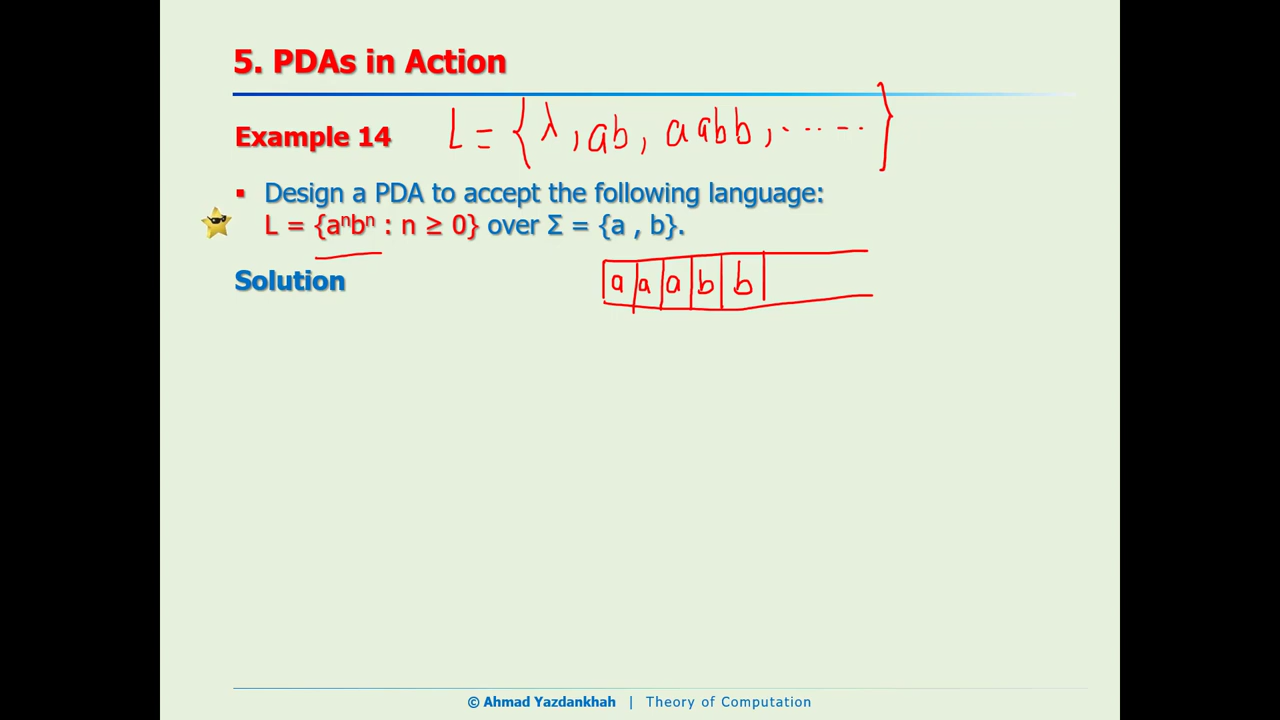 5. PDAs in Action
Example 14
L = {λ, ab, aabb, ......}
▪ Design a PDA to accept the following language:
L = {aⁿbⁿ : n ≥ 0} over Σ = {a , b}.
Solution
a a a b b
© Ahmad Yazdankhah | Theory of Computation